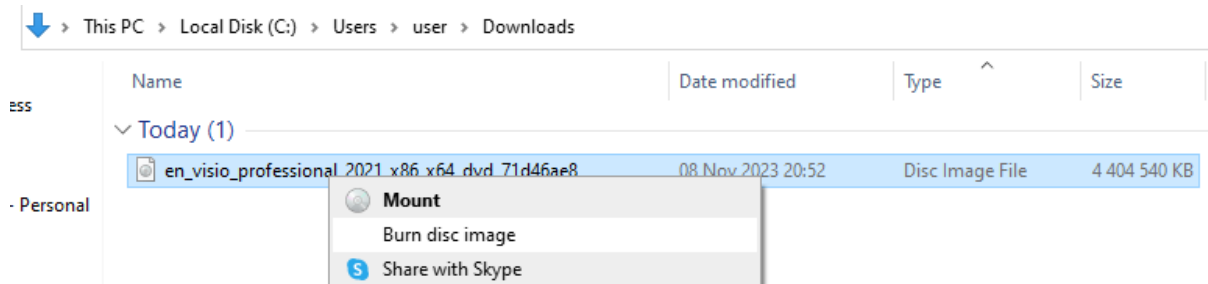 This PC > Local Disk (C:) > Users > user > Downloads
Name Date modified Type Size
ess
Today (1)
en_visio_professional_2021_x86_x64_dvd_71d46ae8 08 Nov 2023 20:52 Disc Image File 4 404 540 KB
- Personal
Mount
Burn disc image
Share with Skype